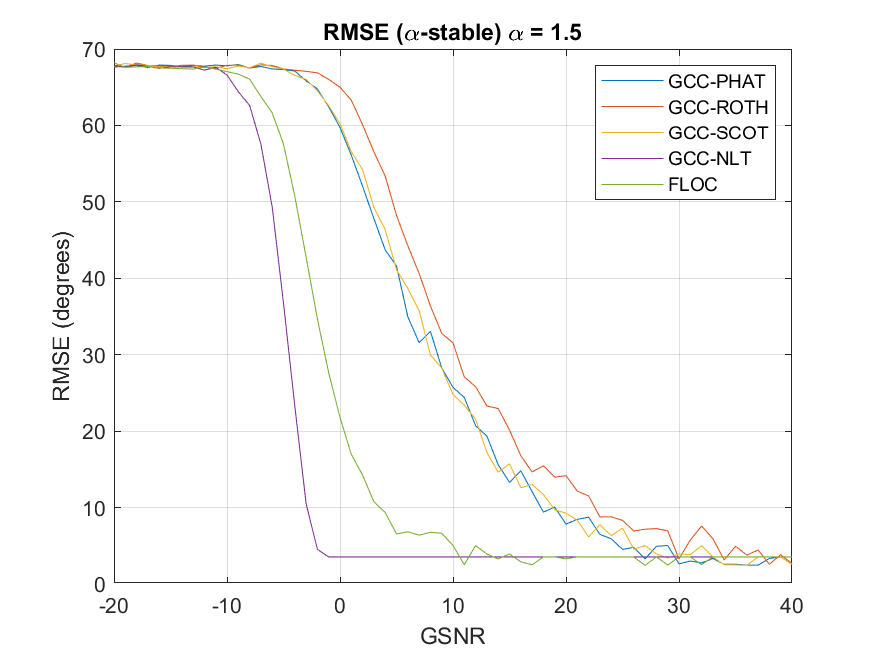 RMSE (α-stable) α = 1.5
70
60
50
40
30
20
10
0
RMSE (degrees)
GCC-PHAT
GCC-ROTH
GCC-SCOT
GCC-NLT
FLOC
-20 -10 0 10 20 30 40
GSNR